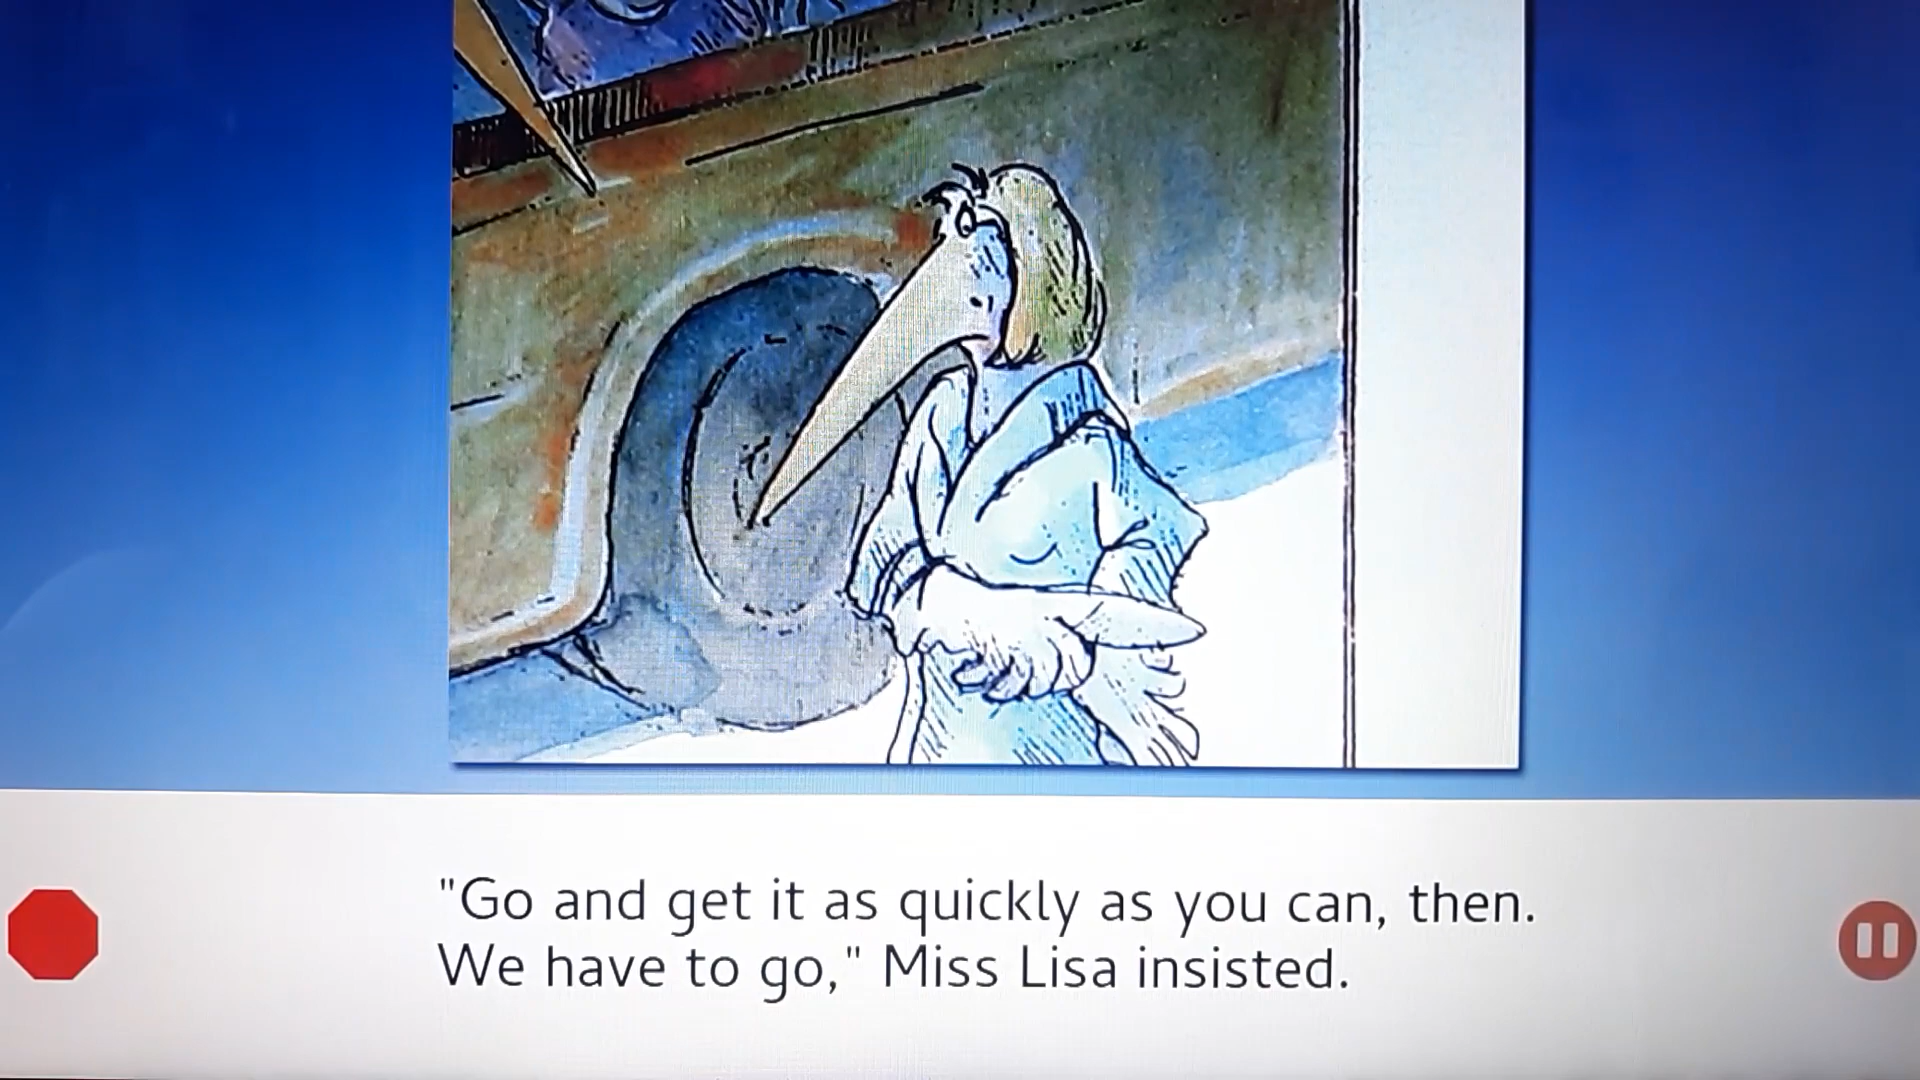 "Go and get it as quickly as you can, then.
We have to go," Miss Lisa insisted.